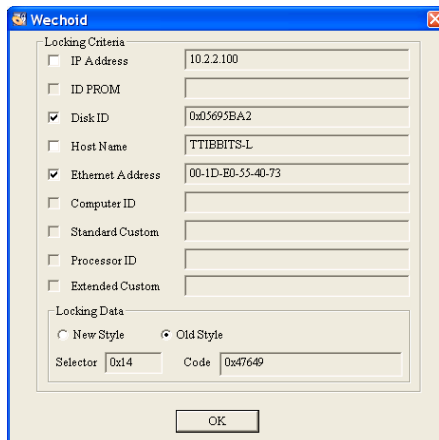 Wechoid
Locking Criteria
IP Address 10.2.2.100
ID PROM
Disk ID 0x05695BA2
Host Name TTIBBITS-L
Ethernet Address 00-1D-E0-55-40-73
Computer ID
Standard Custom
Processor ID
Extended Custom
Locking Data
New Style Old Style
Selector 0x14 Code 0x47649
OK